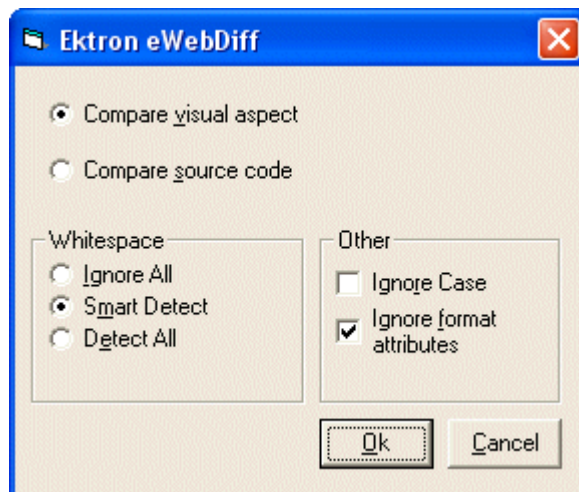 Ektron eWebDiff
Compare visual aspect
Compare source code
Whitespace
Ignore All
Smart Detect
Detect All
Other
Ignore Case
Ignore format
attributes
Ok
Cancel